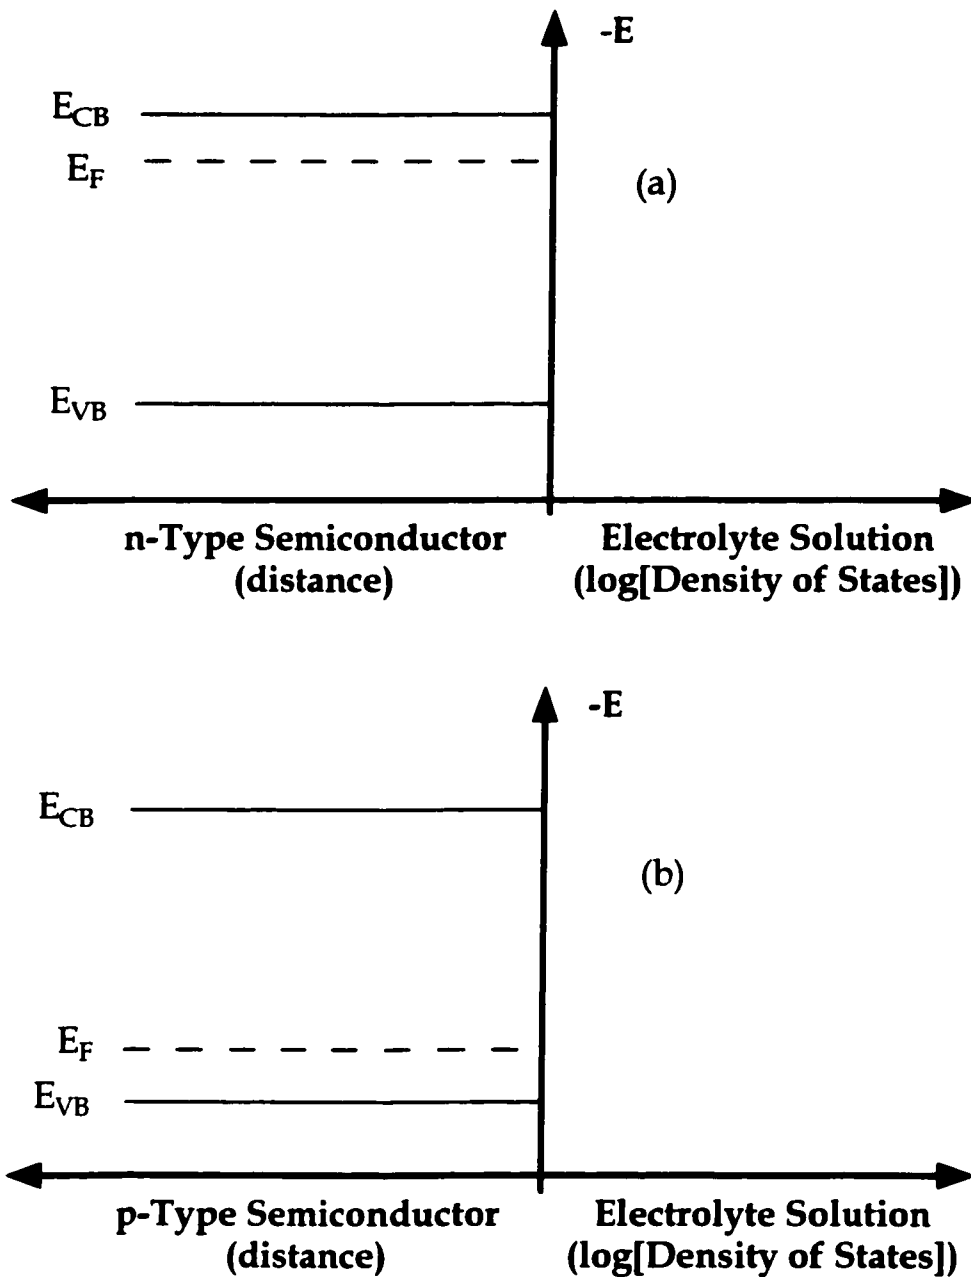 -E
E_CB
E_F
(a)
E_VB
n-Type Semiconductor
(distance)
Electrolyte Solution
(log[Density of States])
-E
E_CB
(b)
E_F
E_VB
p-Type Semiconductor
(distance)
Electrolyte Solution
(log[Density of States])